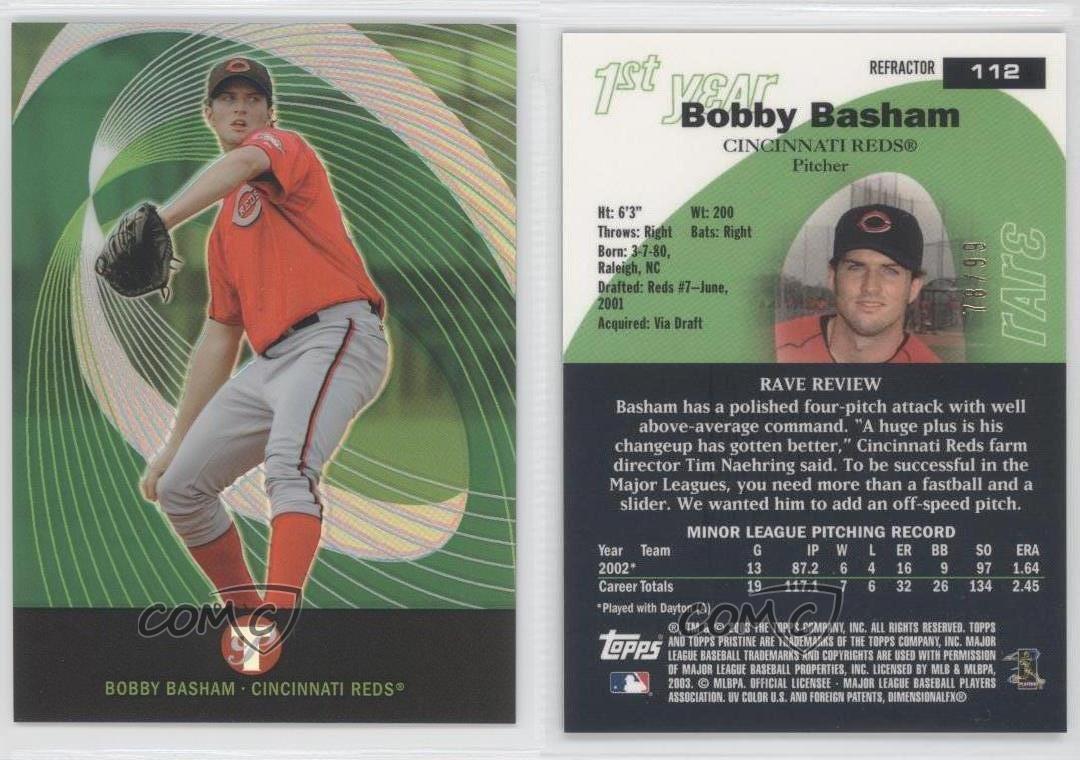 REDS
COMC
BOBBY BASHAM · CINCINNATI REDS®
1st year
REFRACTOR 112
Bobby Basham
CINCINNATI REDS®
Pitcher
Ht: 6'3" Wt: 200
Throws: Right Bats: Right
Born: 3-7-80,
Raleigh, NC
Drafted: Reds #7—June,
2001
Acquired: Via Draft
78/99
rare
RAVE REVIEW
Basham has a polished four-pitch attack with well
above-average command. "A huge plus is his
changeup has gotten better," Cincinnati Reds farm
director Tim Naehring said. To be successful in the
Major Leagues, you need more than a fastball and a
slider. We wanted him to add an off-speed pitch.
MINOR LEAGUE PITCHING RECORD
Year Team G IP W L ER BB SO ERA
2002* 13 87.2 6 4 16 9 97 1.64
Career Totals 19 117.1 7 6 32 26 134 2.45
*Played with Dayton (A)
COMC
Topps
® TM & © 2003 THE TOPPS COMPANY, INC. ALL RIGHTS RESERVED. TOPPS
AND TOPPS PRISTINE ARE TRADEMARKS OF THE TOPPS COMPANY, INC. MAJOR
LEAGUE BASEBALL TRADEMARKS AND COPYRIGHTS ARE USED WITH PERMISSION
OF MAJOR LEAGUE BASEBALL PROPERTIES, INC. LICENSED BY MLB & MLBPA,
2003. © MLBPA. OFFICIAL LICENSEE - MAJOR LEAGUE BASEBALL PLAYERS
ASSOCIATION. UV COLOR U.S. AND FOREIGN PATENTS, DIMENSIONALFX®